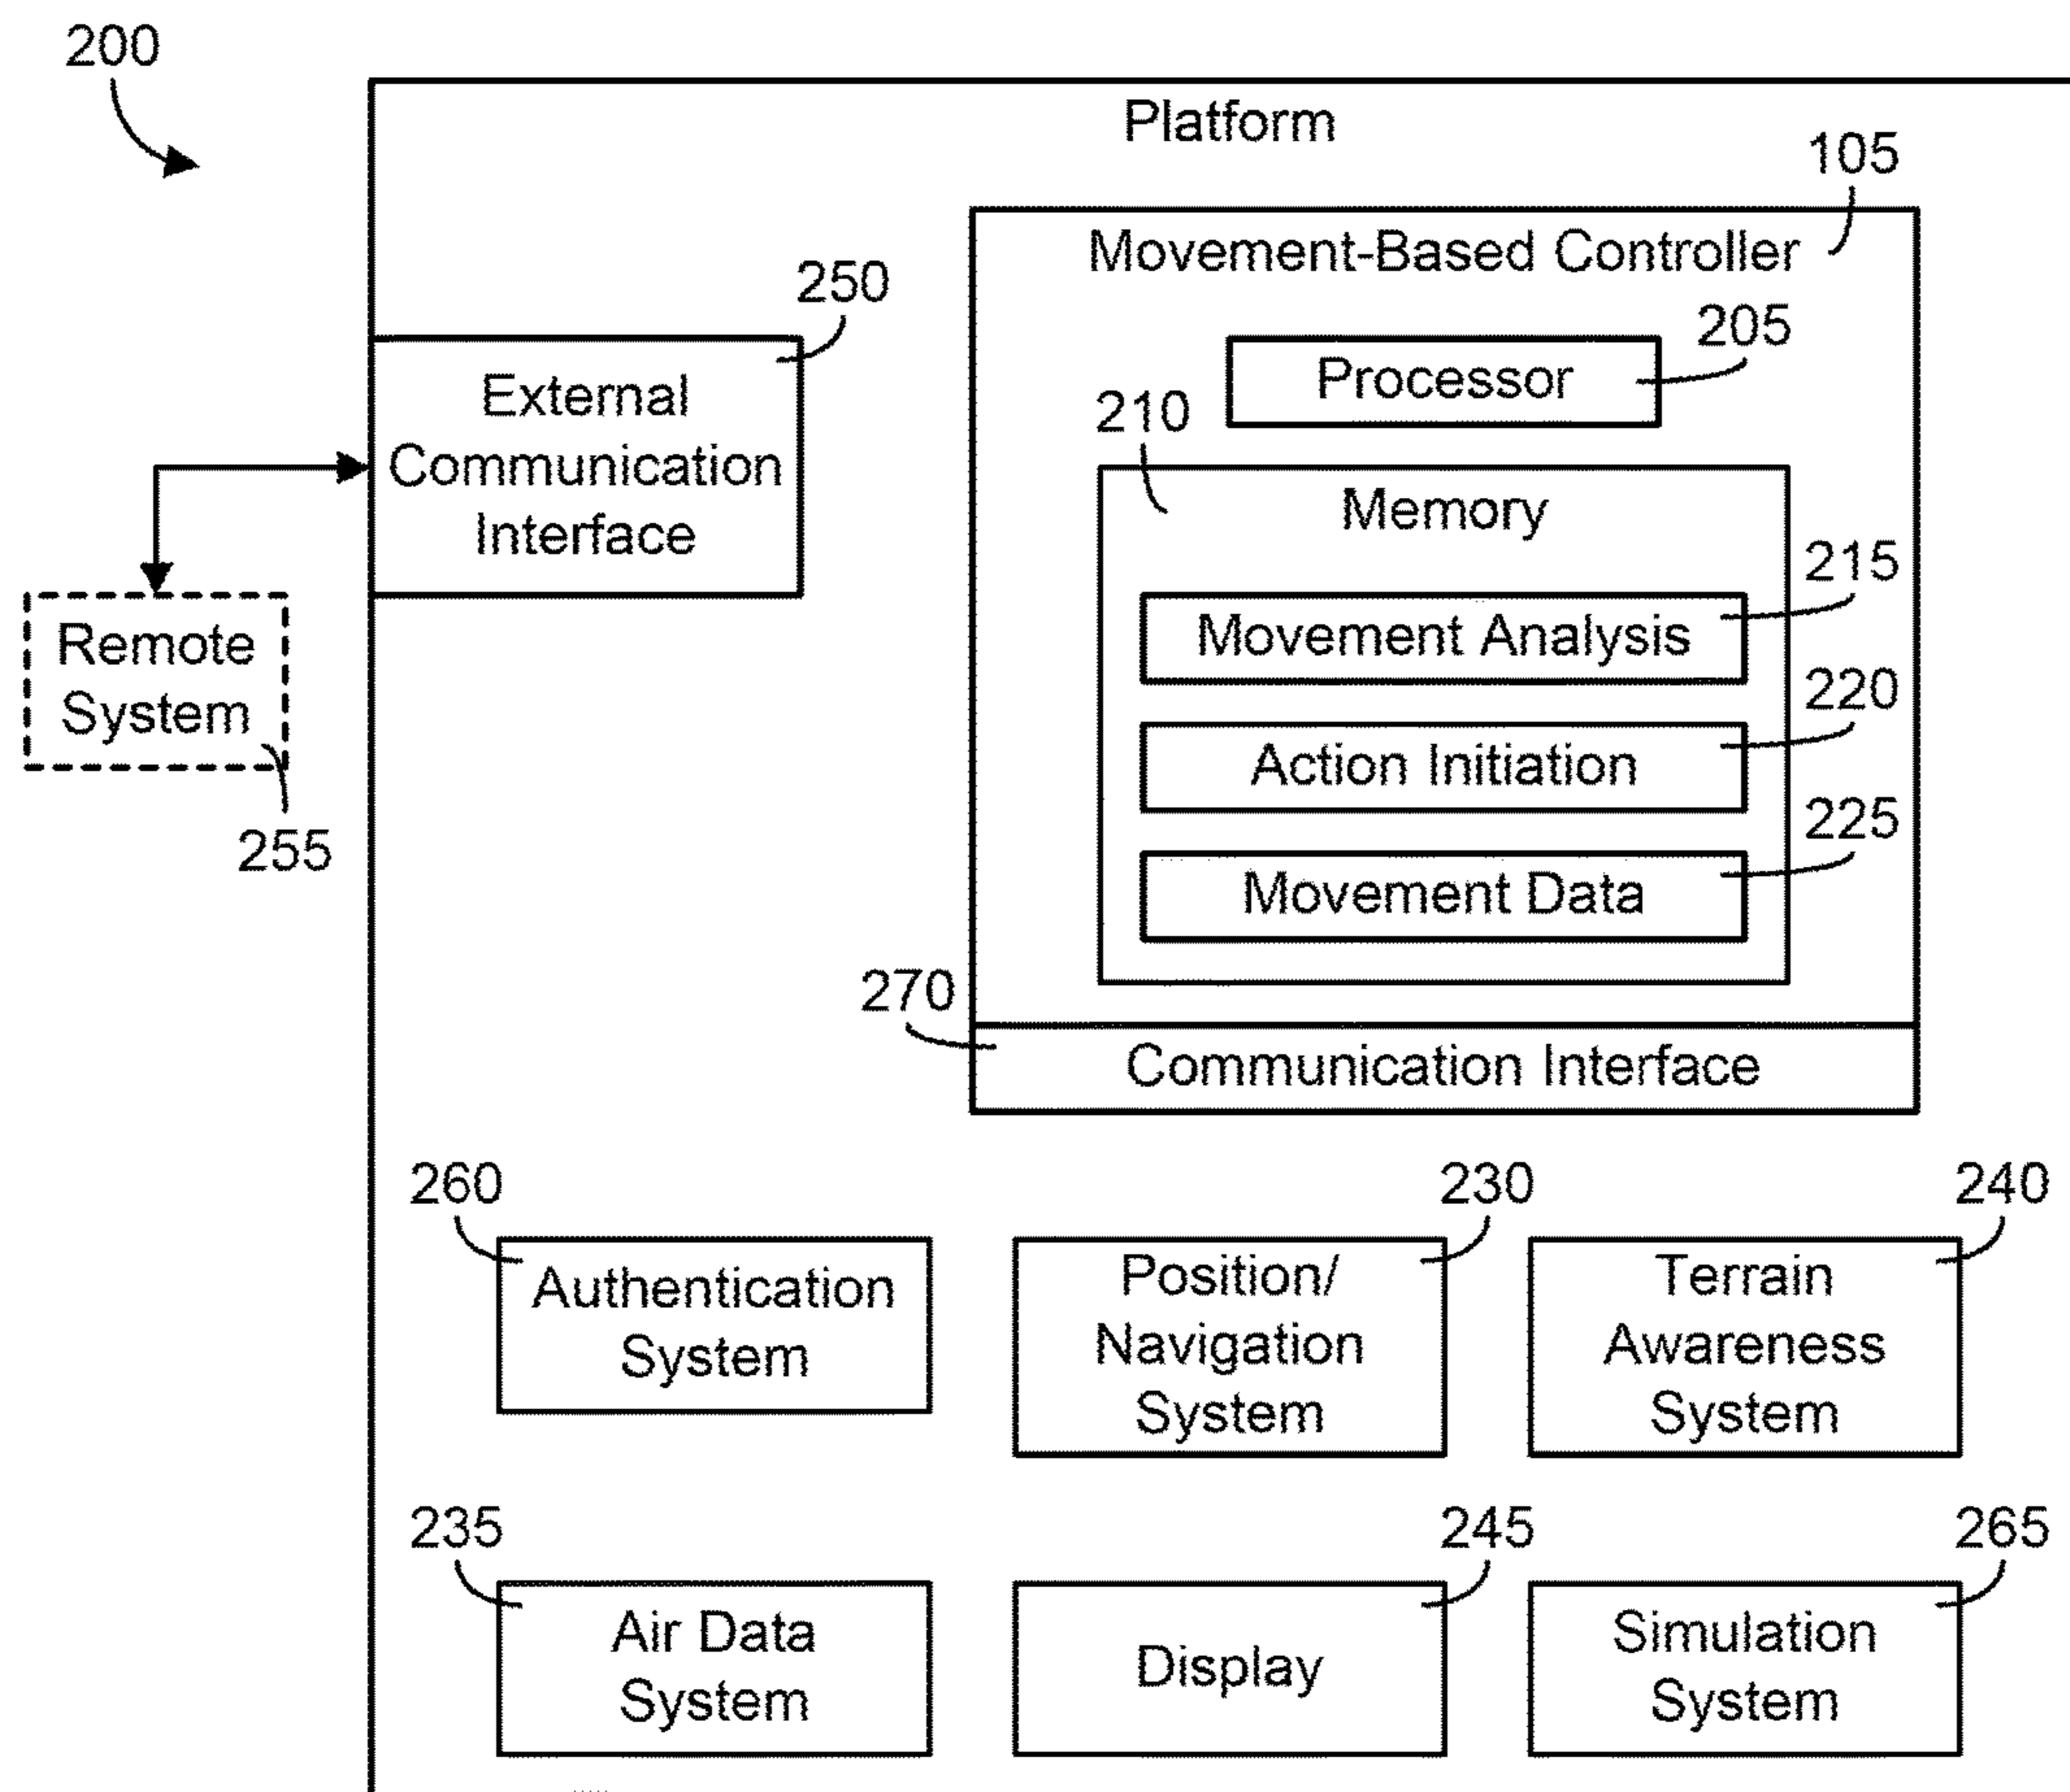 200
Platform
105
Movement-Based Controller
250
205
External
Communication
Interface
Processor
210
Memory
215
Movement Analysis
220
Action Initiation
225
Movement Data
Remote
System
255
270
Communication Interface
260
230
240
Authentication
System
Position/
Navigation
System
Terrain
Awareness
System
235
245
265
Air Data
System
Display
Simulation
System